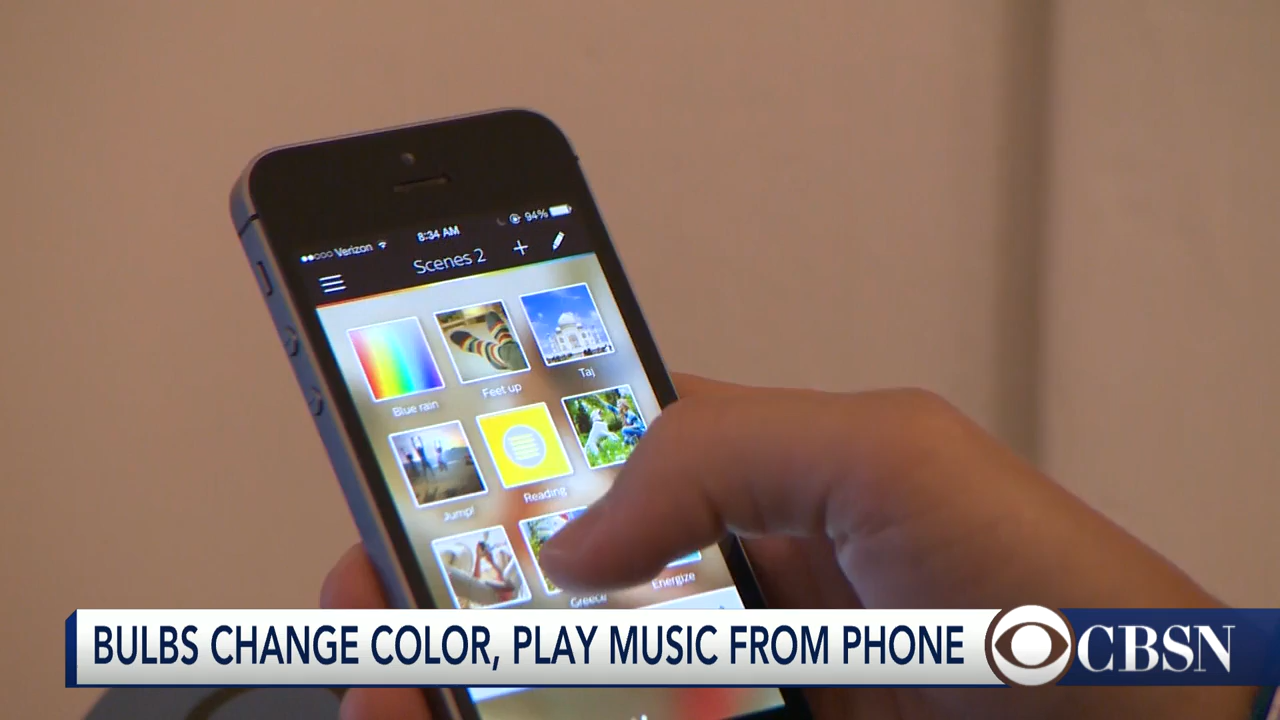 Verizon 8:34 AM 94%
Scenes 2
Blue rain Feet up Taj
Jump! Reading
Greece Energize
BULBS CHANGE COLOR, PLAY MUSIC FROM PHONE
CBSN